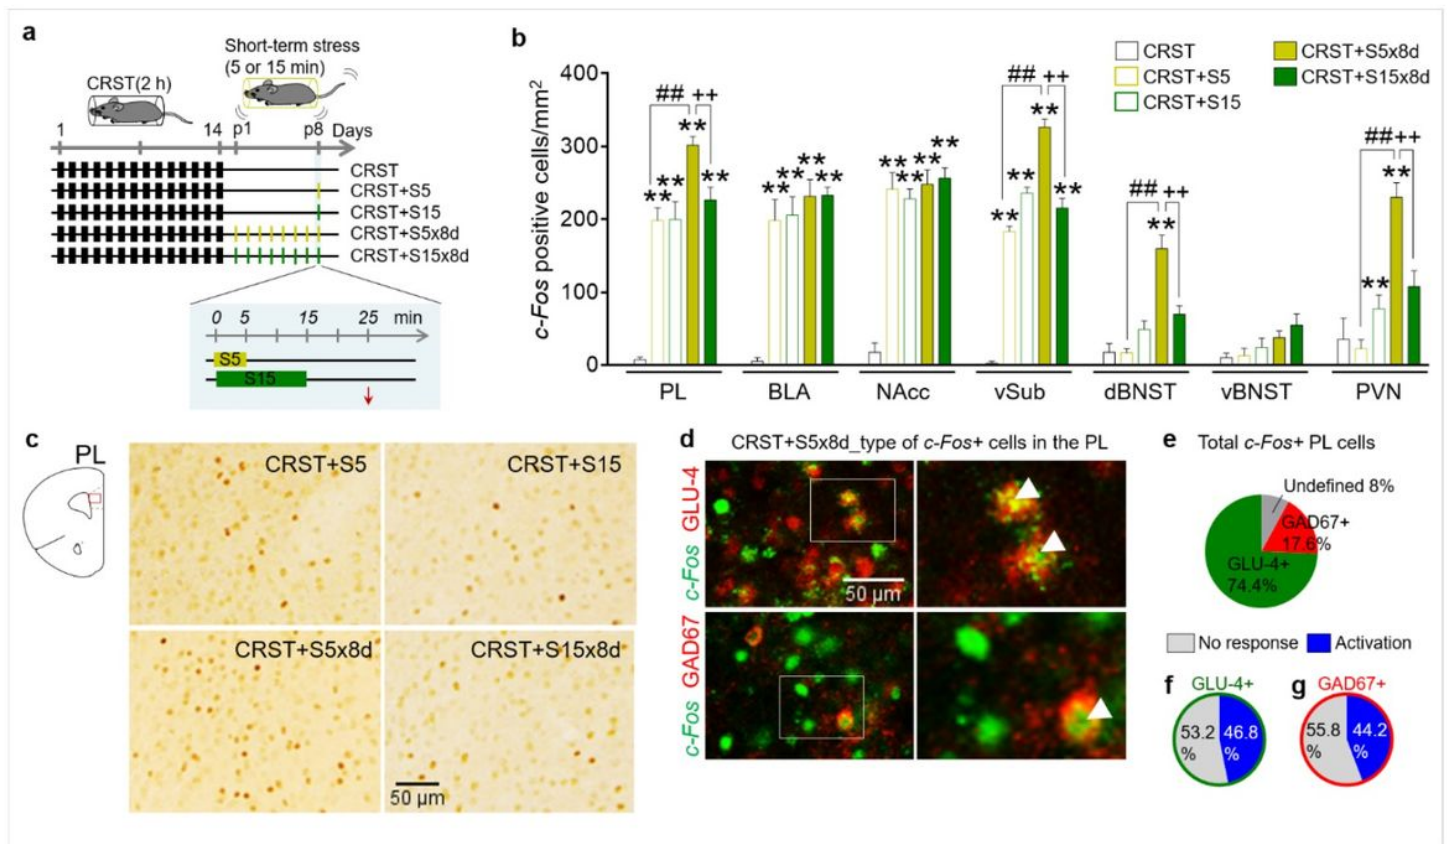 a
Short-term stress
(5 or 15 min)
CRST(2 h)
1 14 p1 p8 Days
CRST
CRST+S5
CRST+S15
CRST+S5x8d
CRST+S15x8d
0 5 15 25 min
S5
S15
b
c-Fos positive cells/mm2
400
300
200
100
0
CRST
CRST+S5
CRST+S15
CRST+S5x8d
CRST+S15x8d
## ++
**
**
**
**
**
**
**
**
**
**
**
**
## ++
**
**
**
**
## ++
**
## ++
**
**
PL BLA NAcc vSub dBNST vBNST PVN
c
PL
CRST+S5
CRST+S15
CRST+S5x8d
CRST+S15x8d
50 µm
d
CRST+S5x8d_type of c-Fos+ cells in the PL
c-Fos GLU-4
50 µm
c-Fos GAD67
e
Total c-Fos+ PL cells
Undefined 8%
GAD67+
17.6%
GLU-4+
74.4%
No response Activation
f
GLU-4+
53.2
%
46.8
%
g
GAD67+
55.8
%
44.2
%